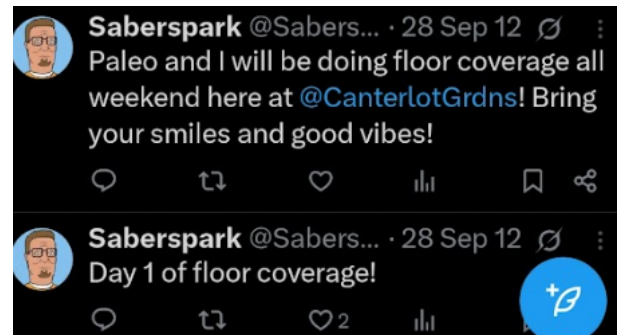 Saberspark @Sabers... · 28 Sep 12
Paleo and I will be doing floor coverage all
weekend here at @CanterlotGrdns! Bring
your smiles and good vibes!
Saberspark @Sabers... · 28 Sep 12
Day 1 of floor coverage!
2